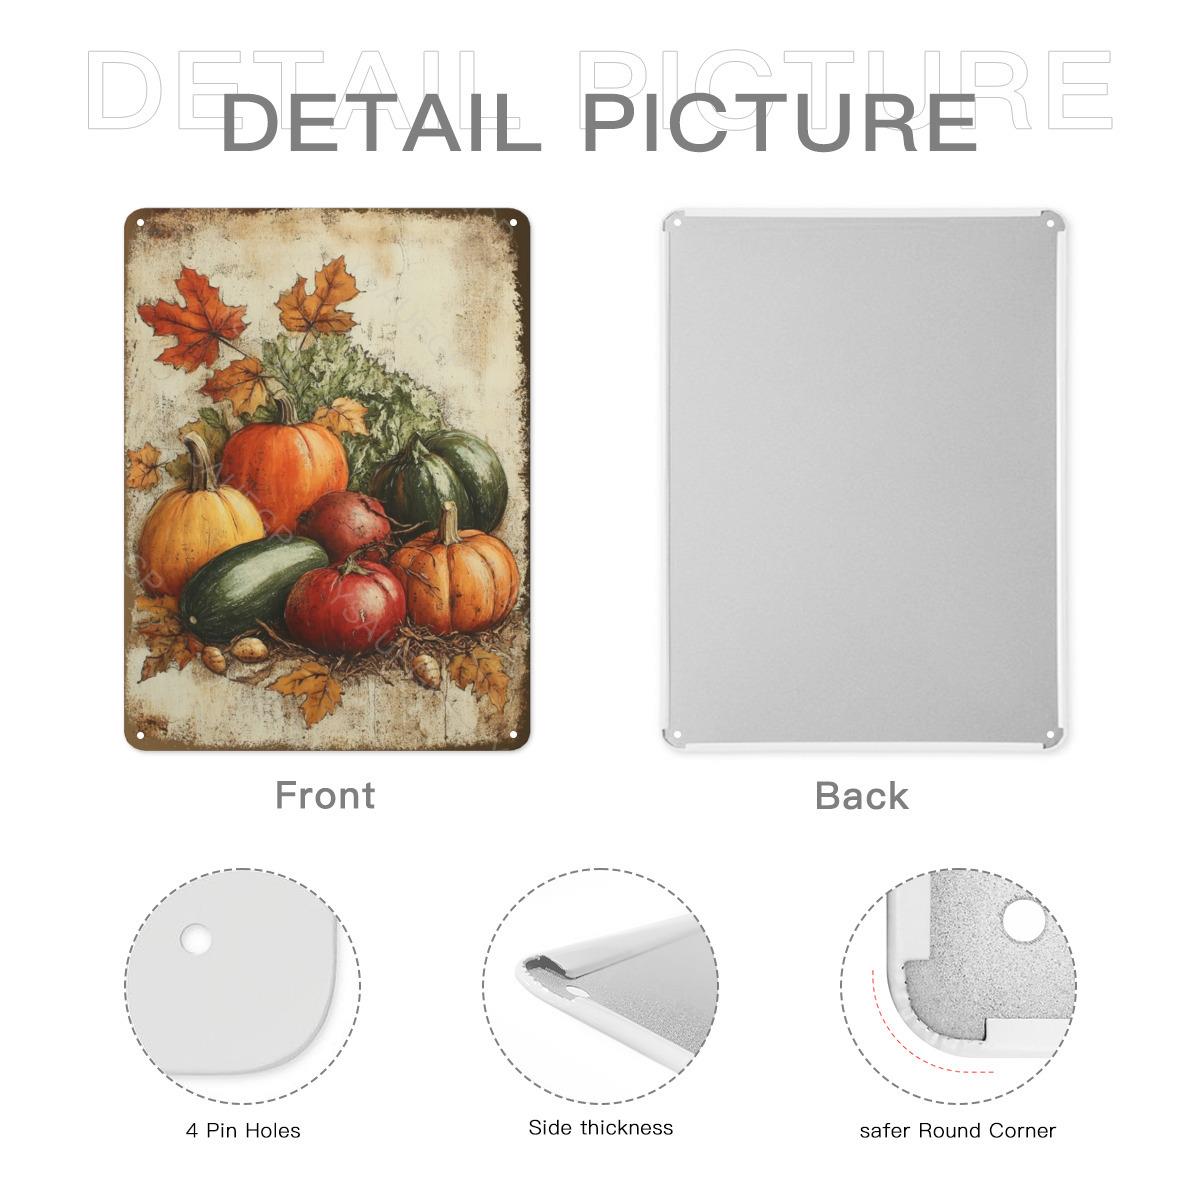 DETAIL PICTURE
DETAIL PICTURE
Front
Back
4 Pin Holes
Side thickness
safer Round Corner